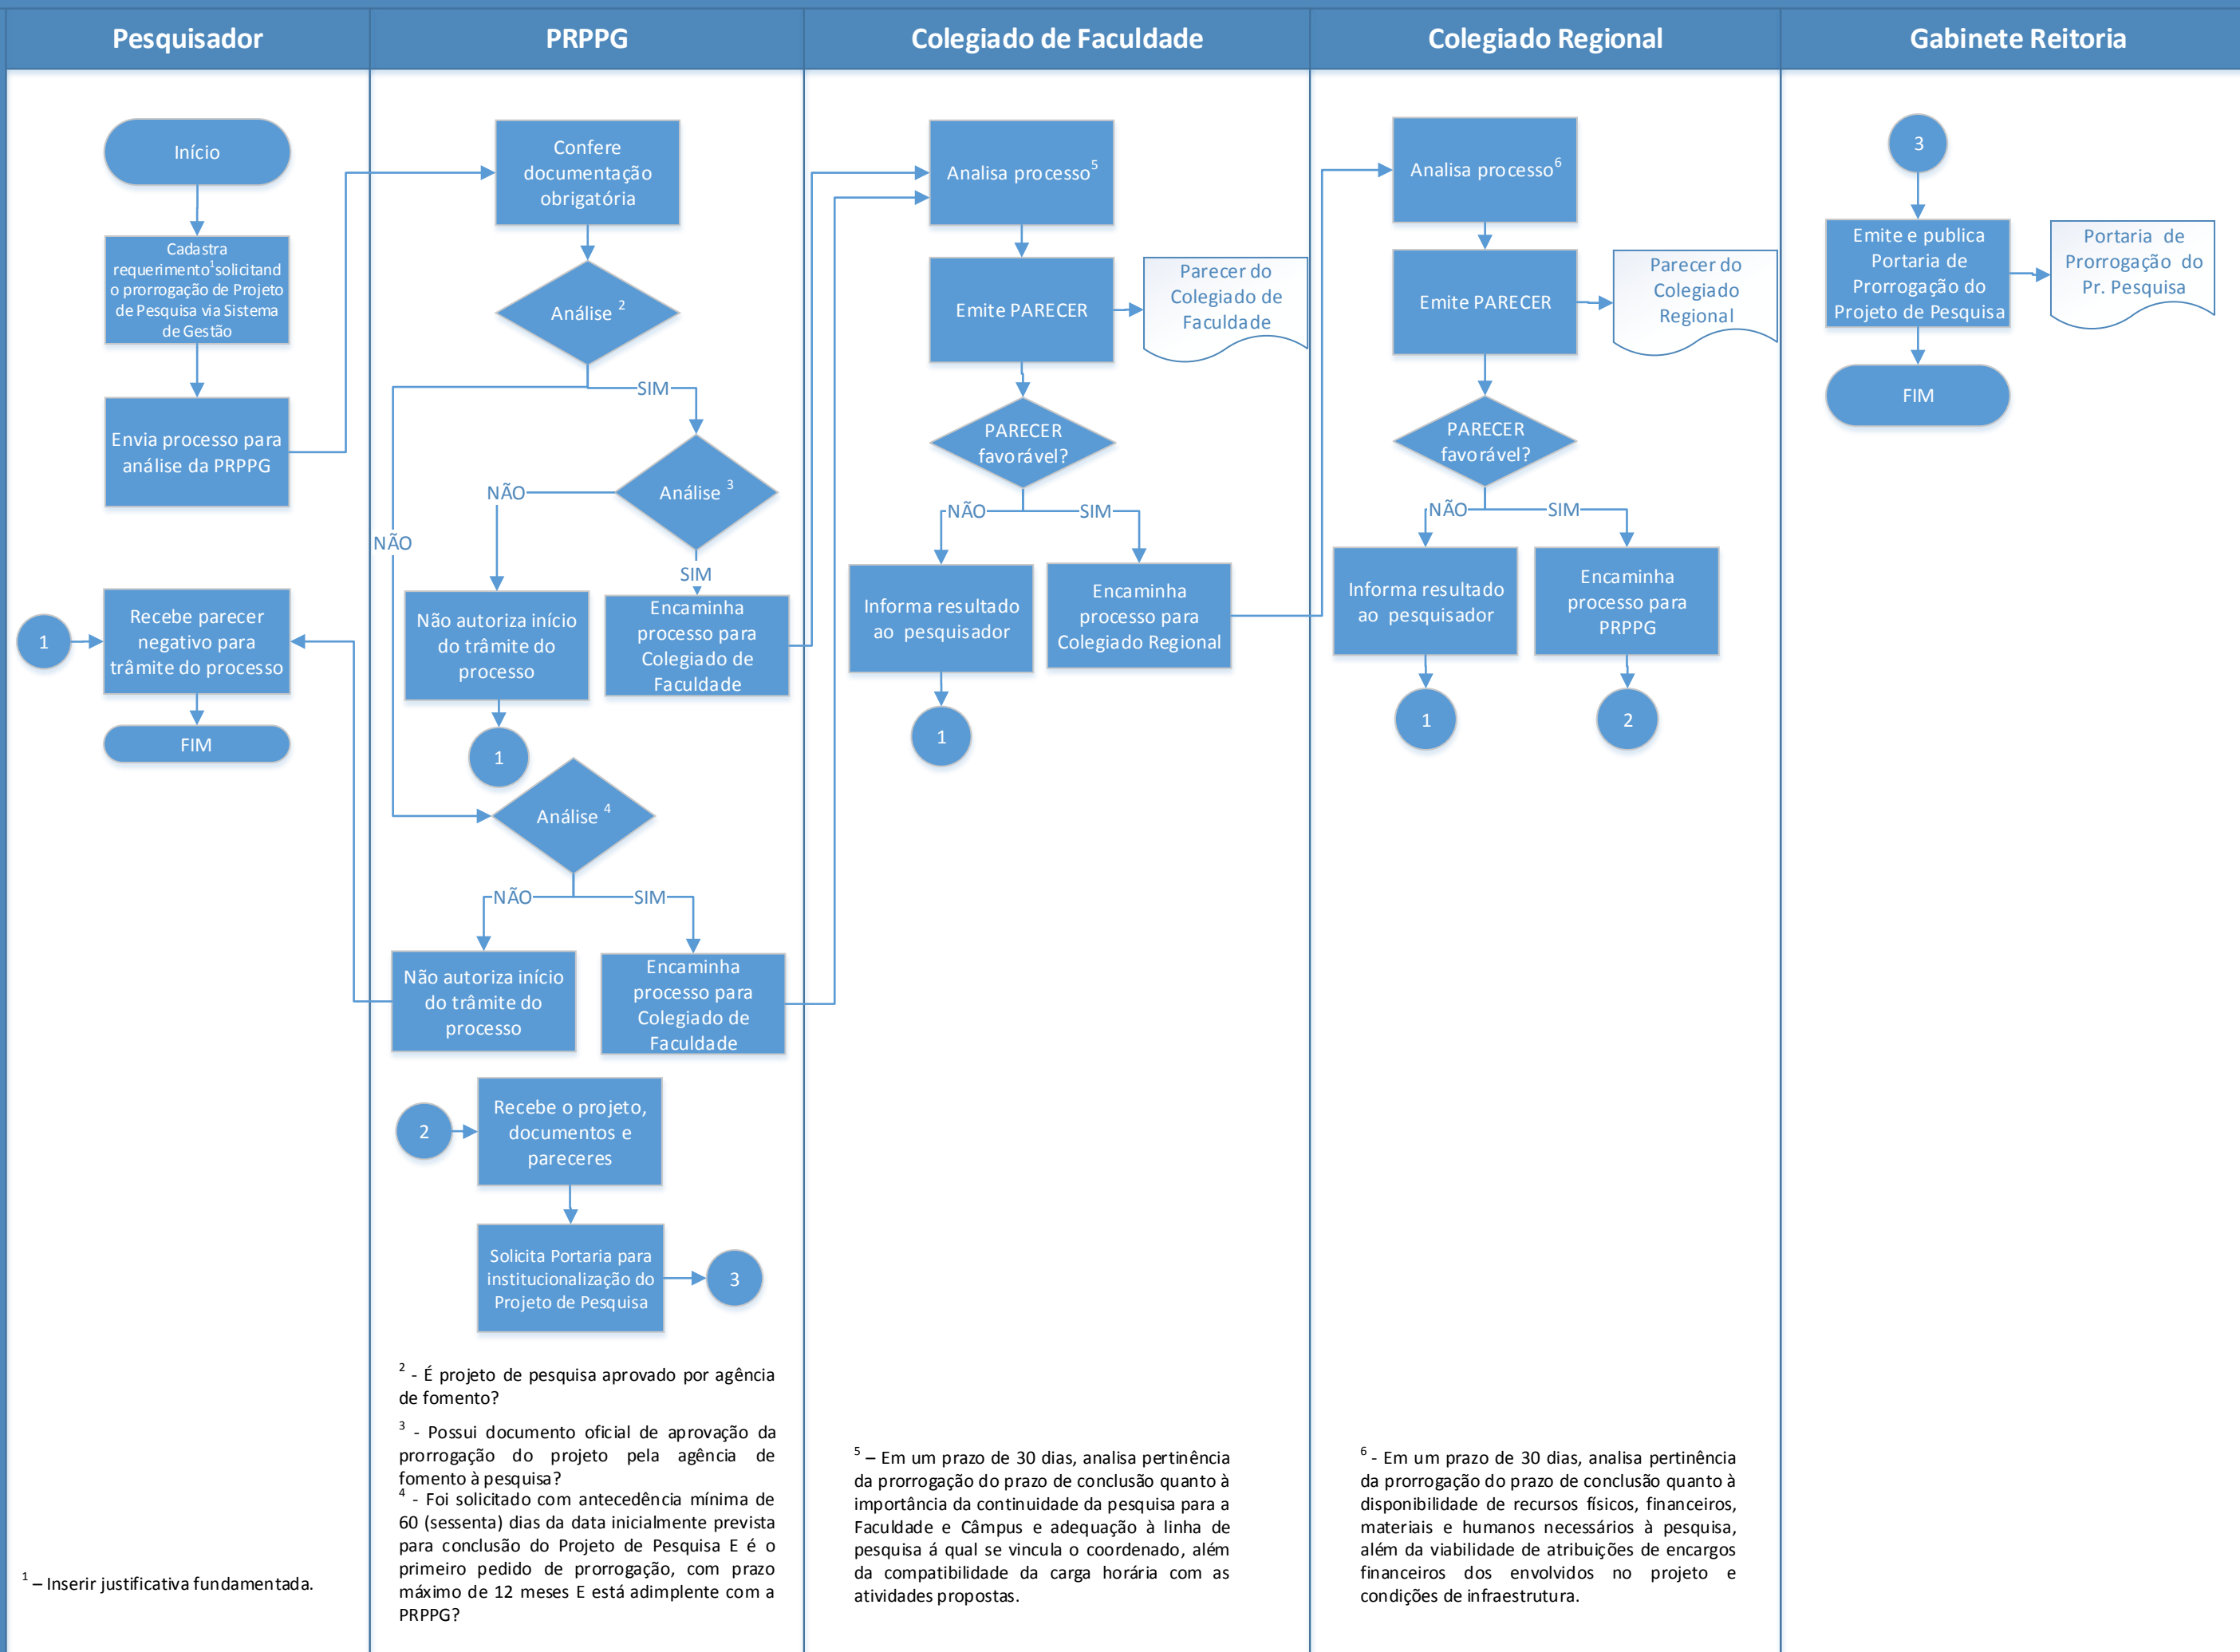 Pesquisador
PRPPG
Colegiado de Faculdade
Colegiado Regional
Gabinete Reitoria
Início
Cadastra
requerimento¹solicitand
o prorrogação de Projeto
de Pesquisa via Sistema
de Gestão
Envia processo para
análise da PRPPG
1
Recebe parecer
negativo para
trâmite do processo
FIM
1 – Inserir justificativa fundamentada.
Confere
documentação
obrigatória
Análise 2
SIM
NÃO
Análise 3
NÃO
SIM
Não autoriza início
do trâmite do
processo
1
Encaminha
processo para
Colegiado de
Faculdade
Análise 4
NÃO
SIM
Não autoriza início
do trâmite do
processo
Encaminha
processo para
Colegiado de
Faculdade
2
Recebe o projeto,
documentos e
pareceres
Solicita Portaria para
institucionalização do
Projeto de Pesquisa
3
2 - É projeto de pesquisa aprovado por agência
de fomento?
3 - Possui documento oficial de aprovação da
prorrogação do projeto pela agência de
fomento à pesquisa?
4 - Foi solicitado com antecedência mínima de
60 (sessenta) dias da data inicialmente prevista
para conclusão do Projeto de Pesquisa E é o
primeiro pedido de prorrogação, com prazo
máximo de 12 meses E está adimplente com a
PRPPG?
Analisa processo5
Emite PARECER
Parecer do
Colegiado de
Faculdade
PARECER
favorável?
NÃO
SIM
Informa resultado
ao pesquisador
1
Encaminha
processo para
Colegiado Regional
5 – Em um prazo de 30 dias, analisa pertinência
da prorrogação do prazo de conclusão quanto à
importância da continuidade da pesquisa para a
Faculdade e Câmpus e adequação à linha de
pesquisa á qual se vincula o coordenado, além
da compatibilidade da carga horária com as
atividades propostas.
Analisa processo6
Emite PARECER
Parecer do
Colegiado
Regional
PARECER
favorável?
NÃO
SIM
Informa resultado
ao pesquisador
1
Encaminha
processo para
PRPPG
2
6 - Em um prazo de 30 dias, analisa pertinência
da prorrogação do prazo de conclusão quanto à
disponibilidade de recursos físicos, financeiros,
materiais e humanos necessários à pesquisa,
além da viabilidade de atribuições de encargos
financeiros dos envolvidos no projeto e
condições de infraestrutura.
3
Emite e publica
Portaria de
Prorrogação do
Projeto de Pesquisa
Portaria de
Prorrogação do
Pr. Pesquisa
FIM